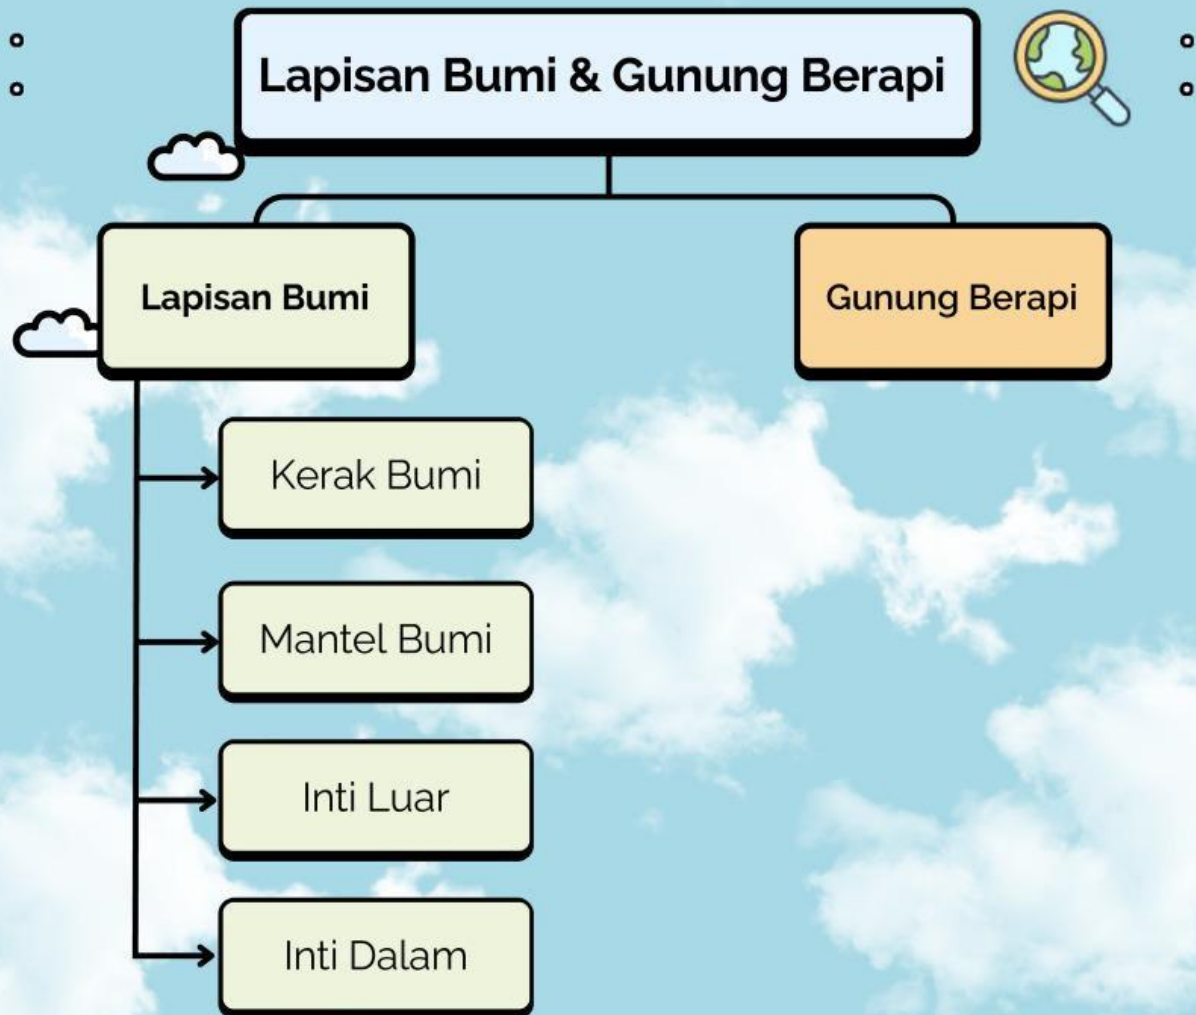 Lapisan Bumi & Gunung Berapi
Lapisan Bumi
Gunung Berapi
Kerak Bumi
Mantel Bumi
Inti Luar
Inti Dalam